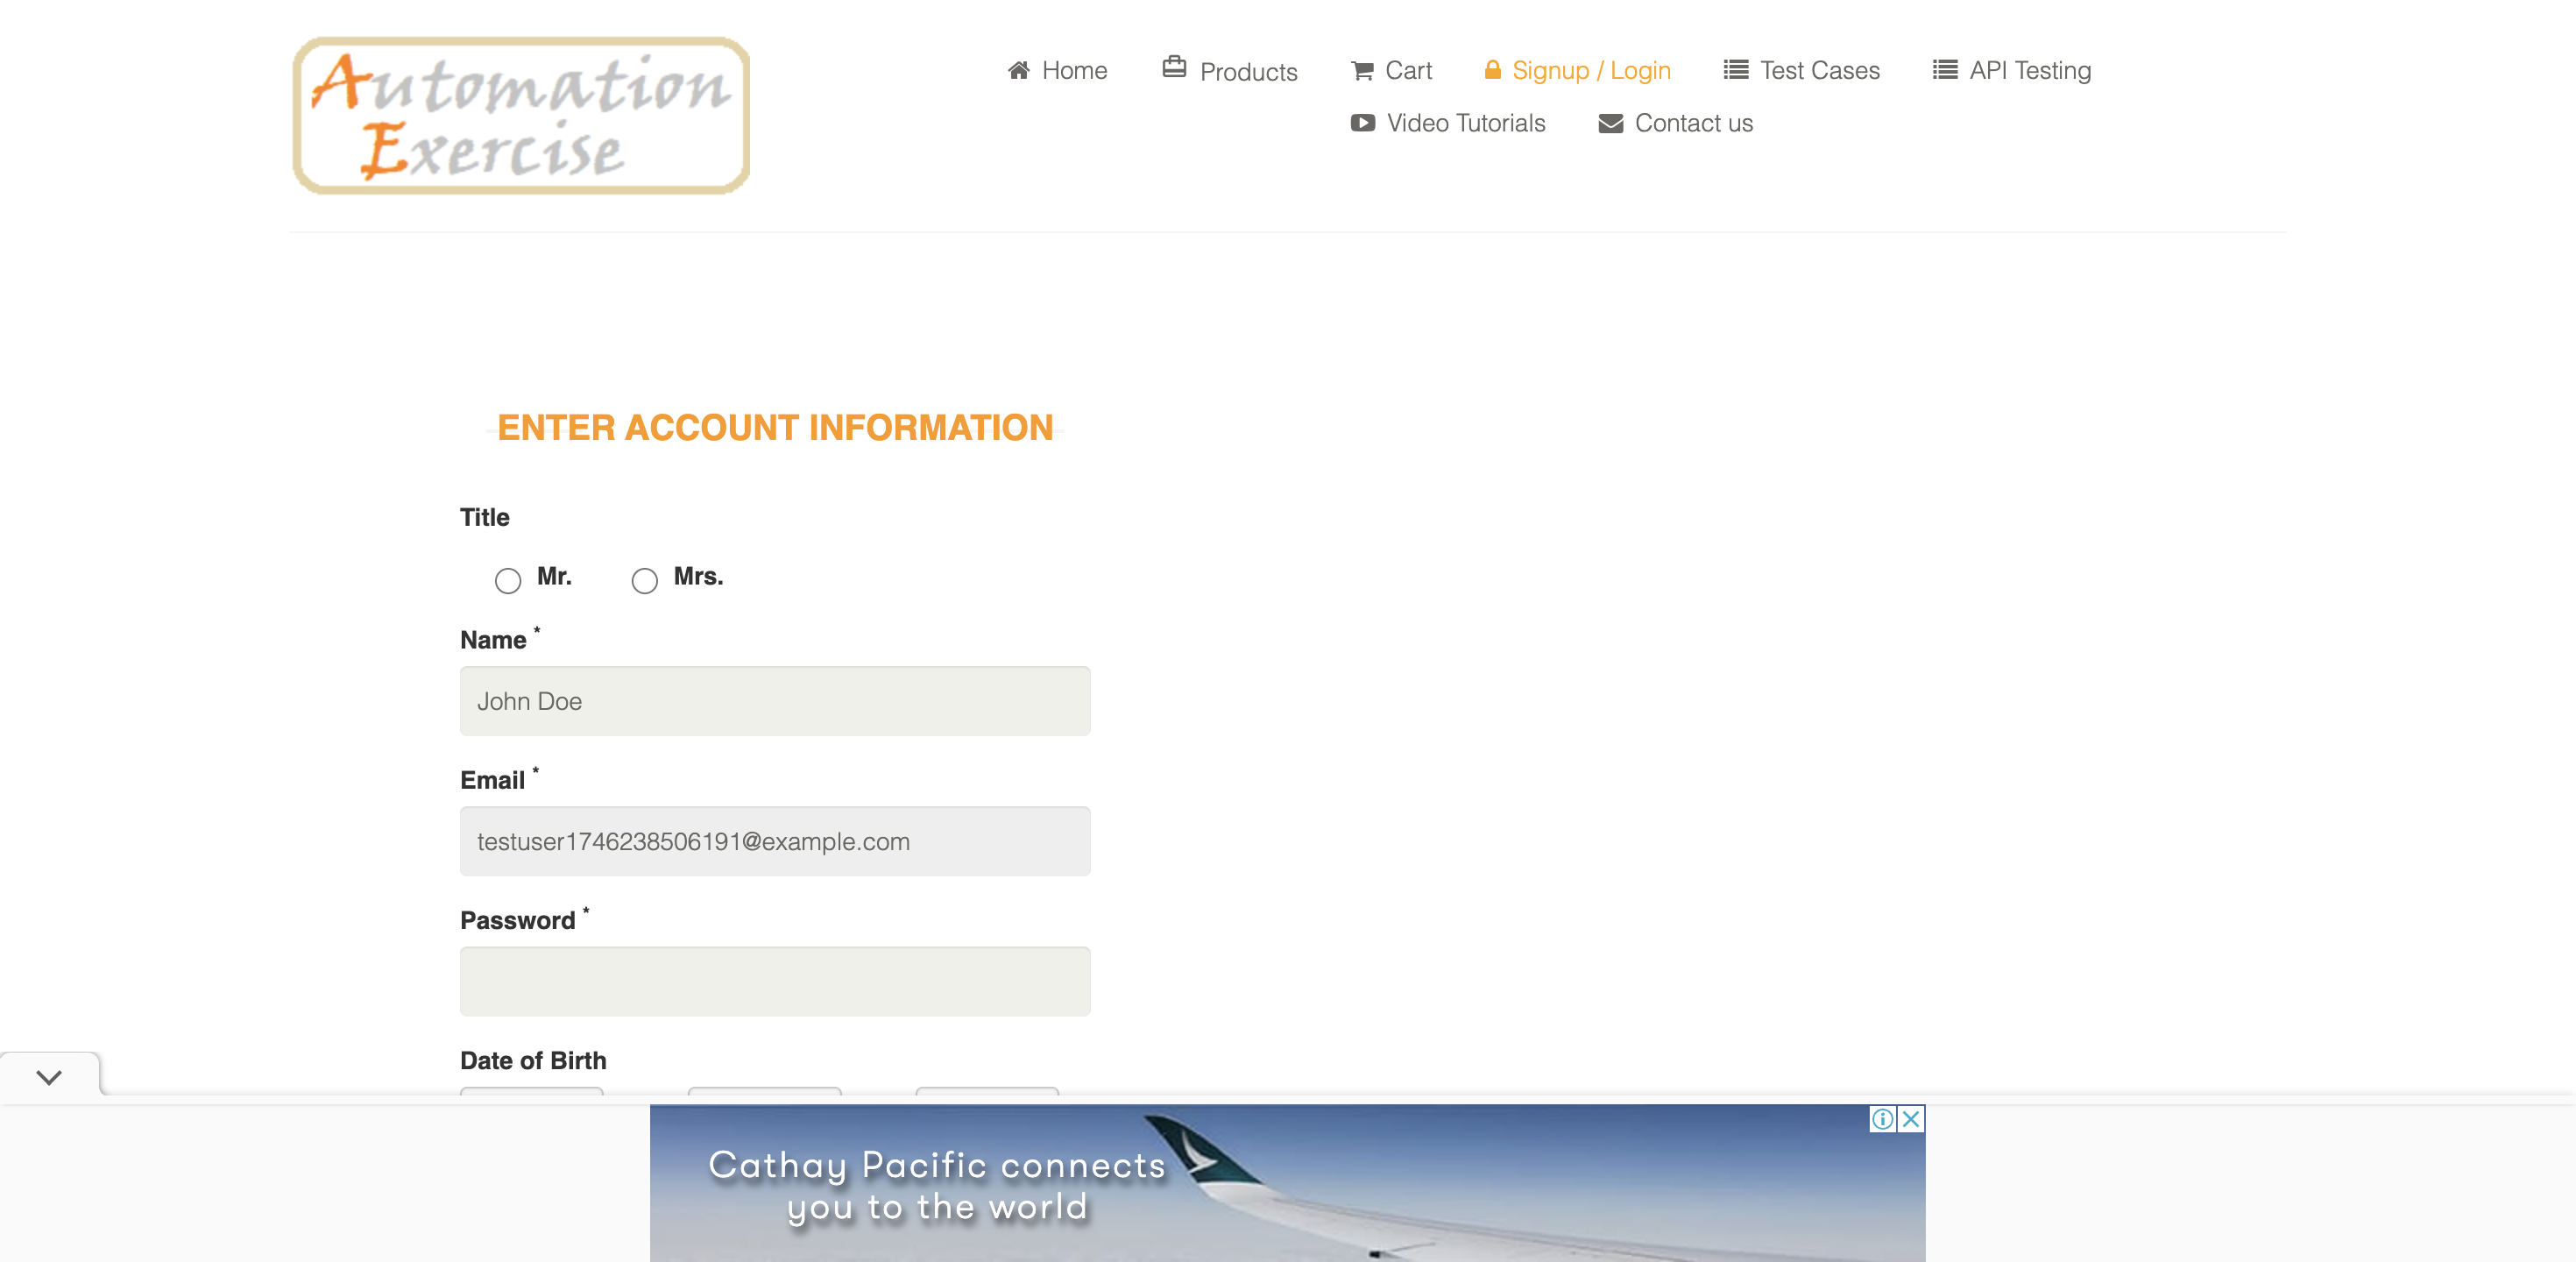 Automation
Exercise
Home
Products
Cart
Signup / Login
Test Cases
API Testing
Video Tutorials
Contact us
ENTER ACCOUNT INFORMATION
Title
Mr.
Mrs.
Name *
John Doe
Email *
testuser1746238506191@example.com
Password *
Date of Birth
Cathay Pacific connects
you to the world